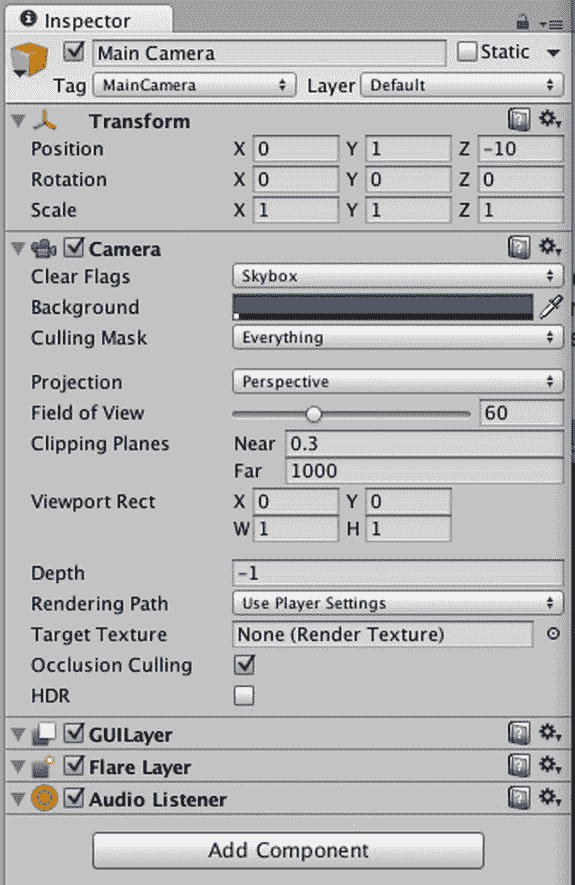 Inspector
Main Camera Static
Tag MainCamera Layer Default
Transform
Position X 0 Y 1 Z -10
Rotation X 0 Y 0 Z 0
Scale X 1 Y 1 Z 1
Camera
Clear Flags Skybox
Background
Culling Mask Everything
Projection Perspective
Field of View 60
Clipping Planes Near 0.3
Far 1000
Viewport Rect X 0 Y 0
W 1 H 1
Depth -1
Rendering Path Use Player Settings
Target Texture None (Render Texture)
Occlusion Culling
HDR
GUILayer
Flare Layer
Audio Listener
Add Component